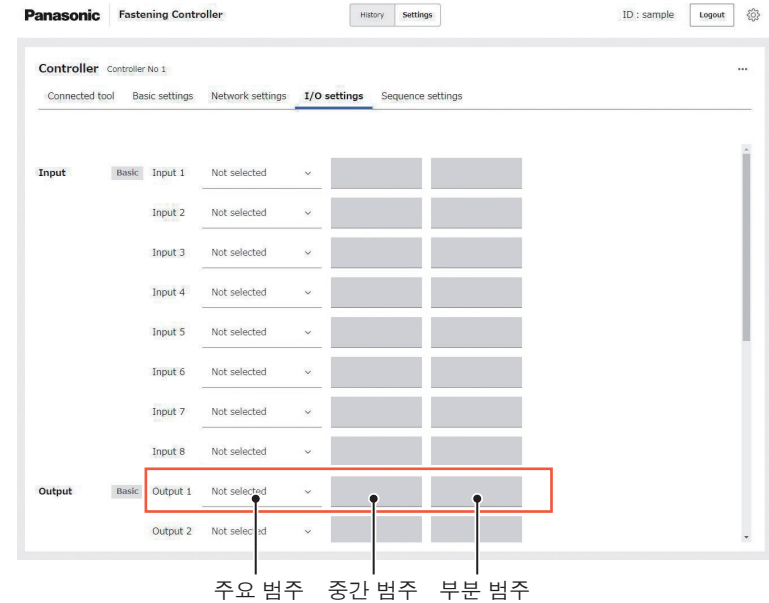 Panasonic Fastening Controller History Settings ID : sample Logout
Controller Controller No 1 ...
Connected tool Basic settings Network settings I/O settings Sequence settings
Input Basic Input 1 Not selected
Input 2 Not selected
Input 3 Not selected
Input 4 Not selected
Input 5 Not selected
Input 6 Not selected
Input 7 Not selected
Input 8 Not selected
Output Basic Output 1 Not selected
Output 2 Not selected
주요 범주 중간 범주 부분 범주